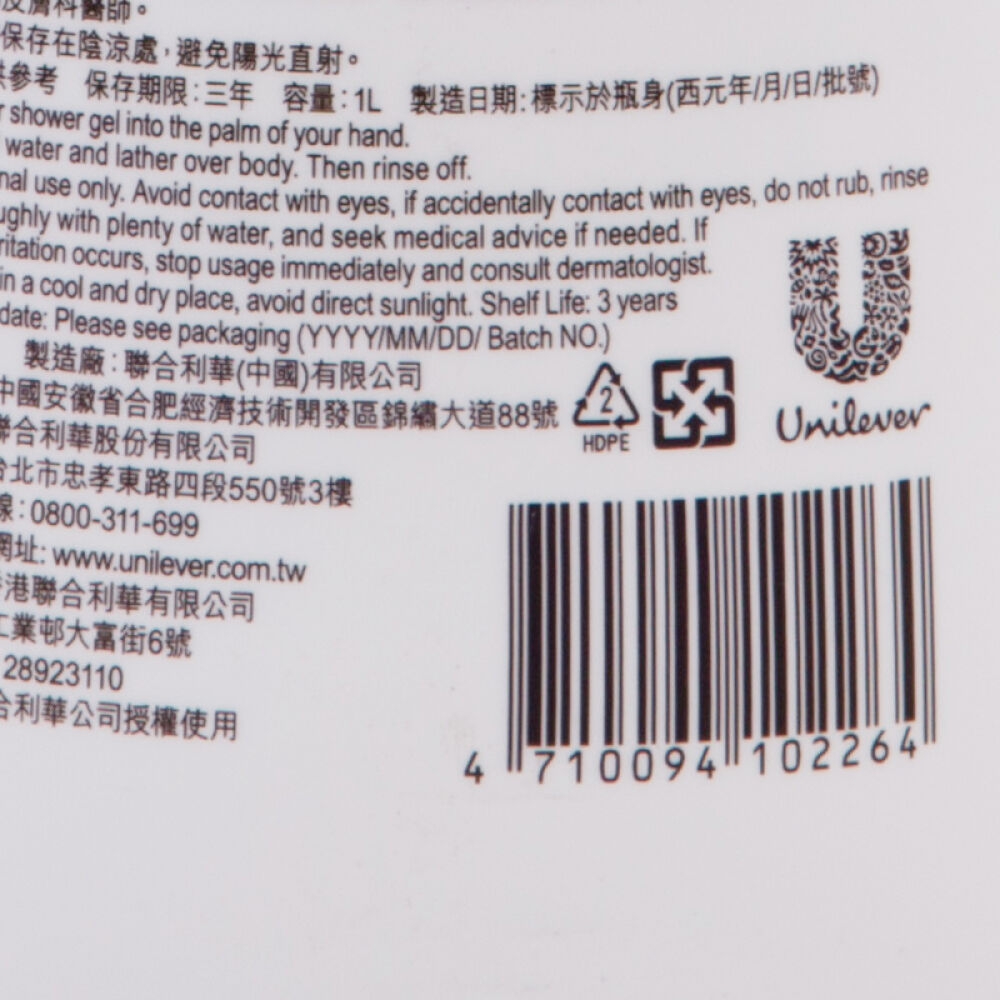 皮膚科醫師。
保存在陰涼處，避免陽光直射。
供參考 保存期限：三年 容量：1L 製造日期：標示於瓶身(西元年/月/日/批號)
shower gel into the palm of your hand.
water and lather over body. Then rinse off.
nal use only. Avoid contact with eyes, if accidentally contact with eyes, do not rub, rinse
ughly with plenty of water, and seek medical advice if needed. If
ritation occurs, stop usage immediately and consult dermatologist.
in a cool and dry place, avoid direct sunlight. Shelf Life: 3 years
date: Please see packaging (YYYY/MM/DD/ Batch NO.)
製造廠：聯合利華(中國)有限公司
中國安徽省合肥經濟技術開發區錦繡大道88號
聯合利華股份有限公司
台北市忠孝東路四段550號3樓
線：0800-311-699
網址: www.unilever.com.tw
港聯合利華有限公司
工業邨大富街6號
28923110
合利華公司授權使用
2
HDPE
2
U
Unilever
4 710094 102264